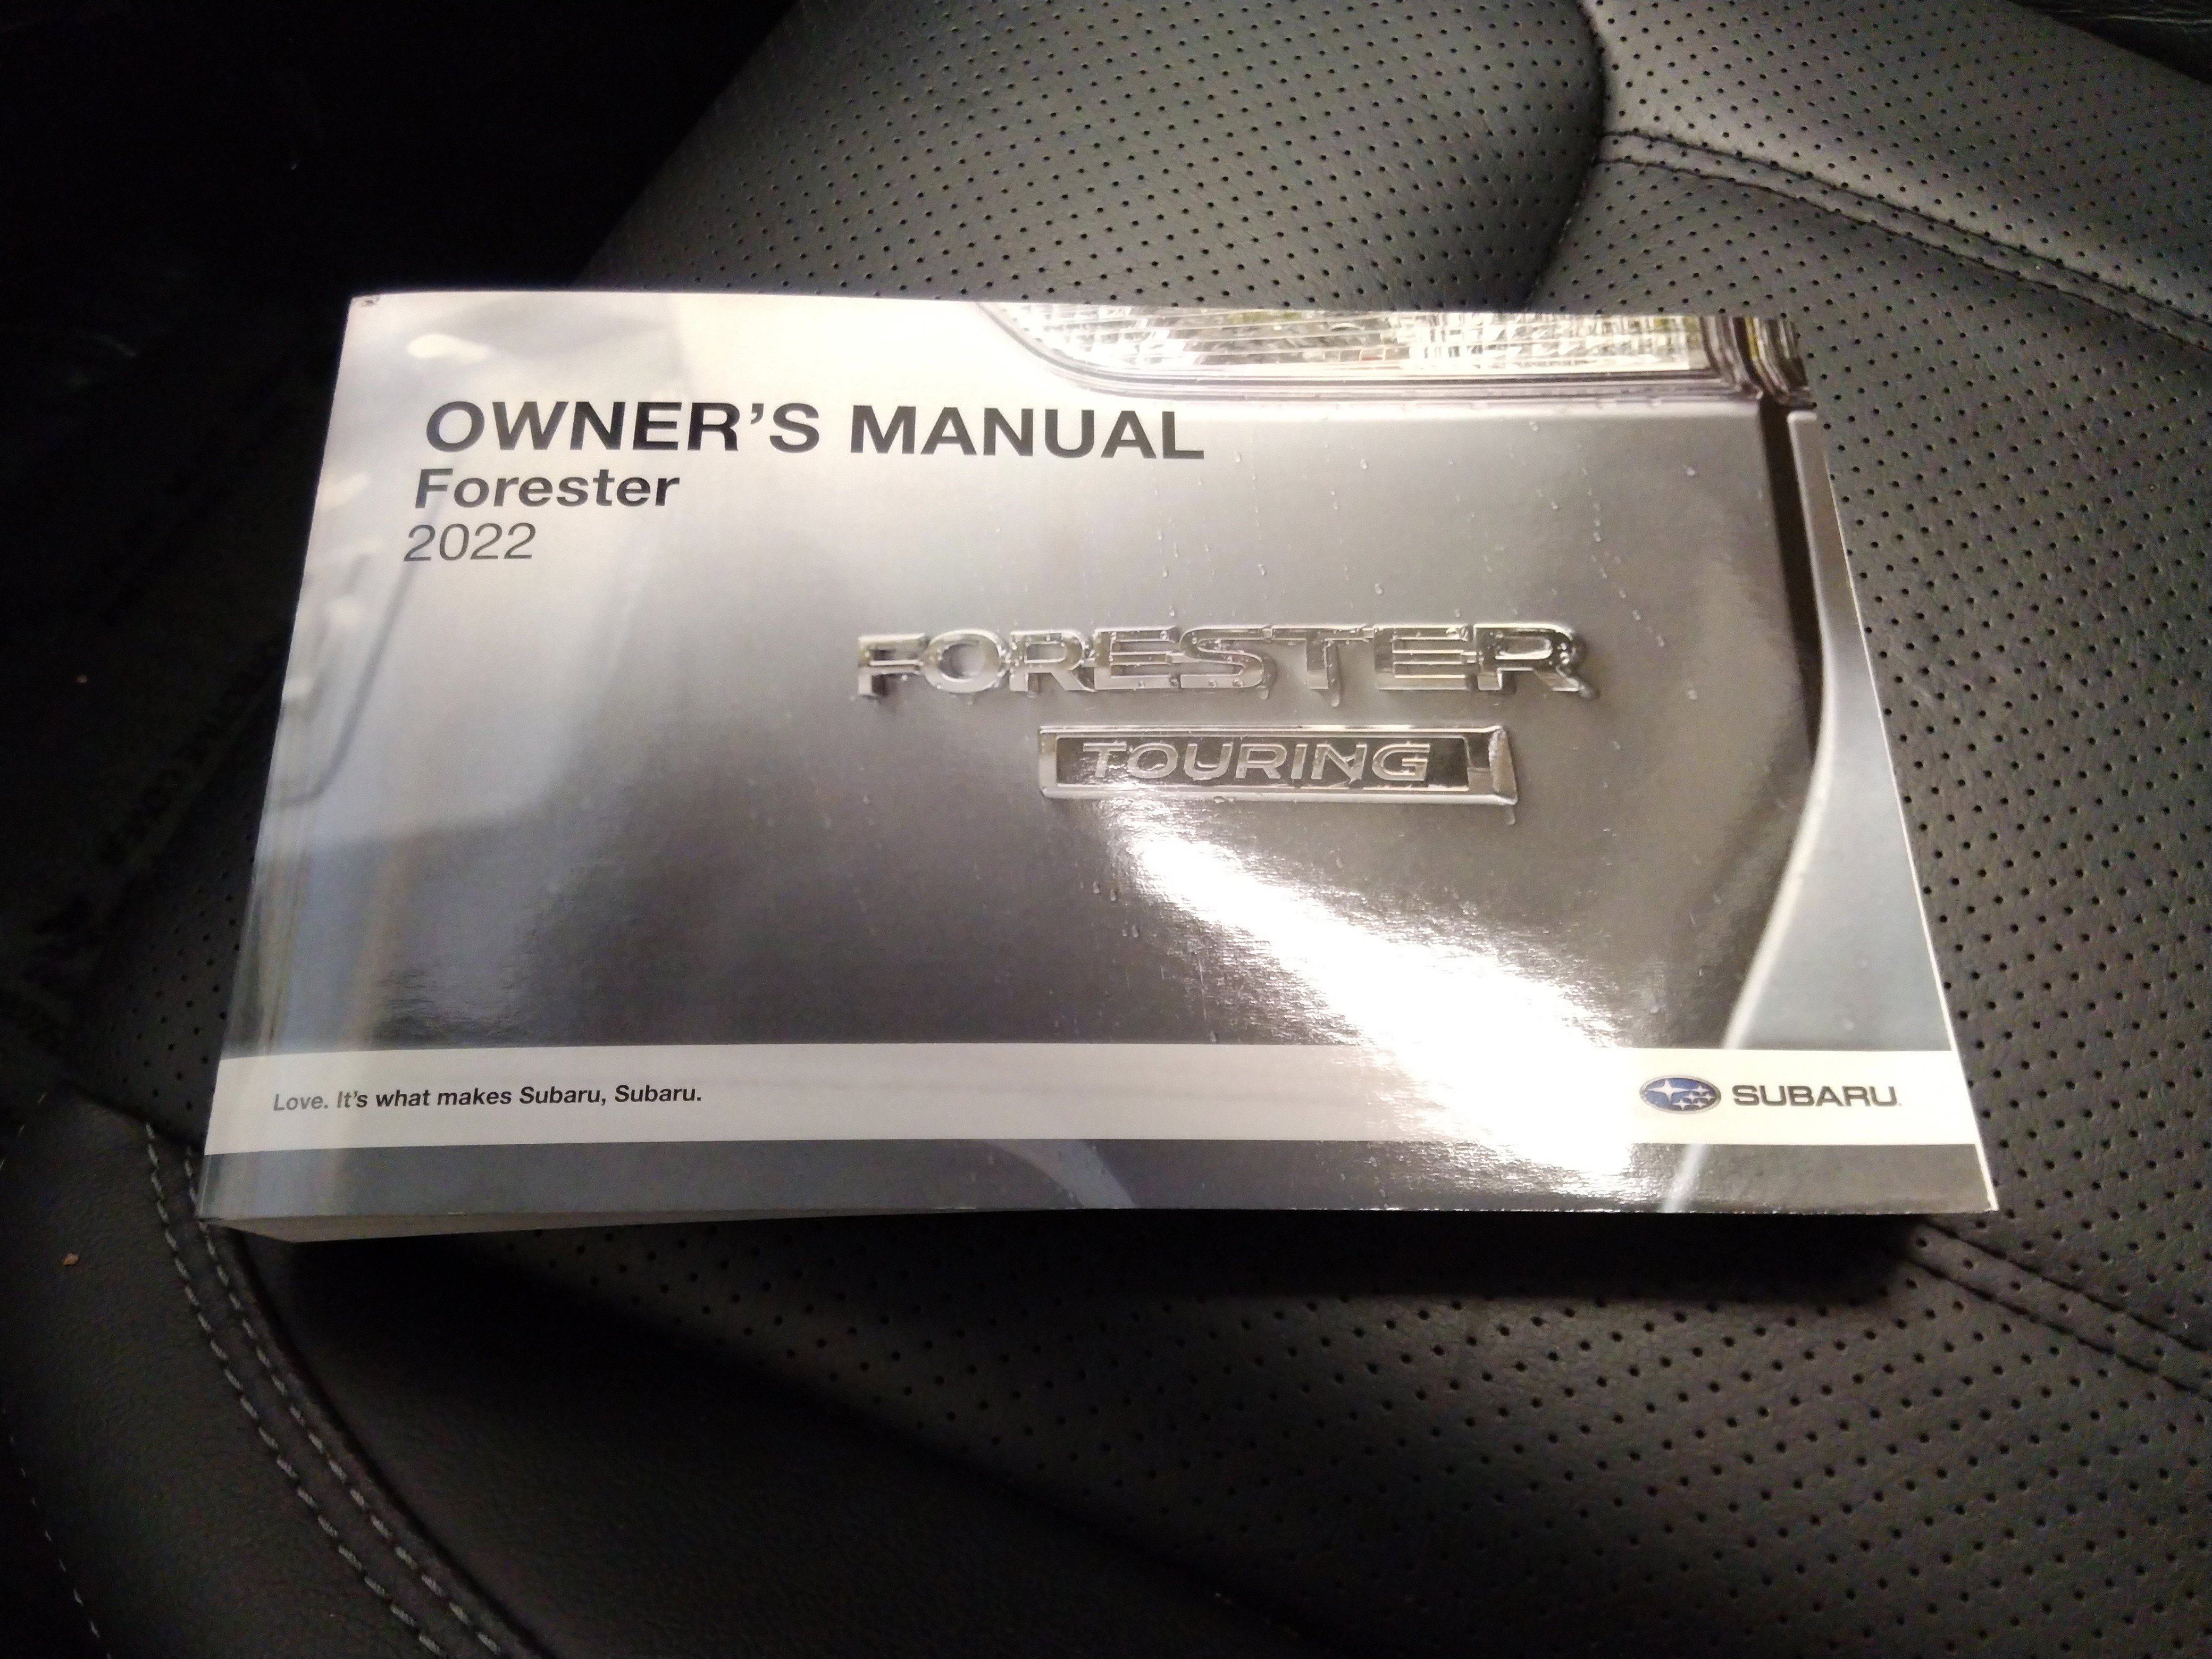 OWNER'S MANUAL
Forester
2022
FORESTER
TOURING
Love. It's what makes Subaru, Subaru.
SUBARU